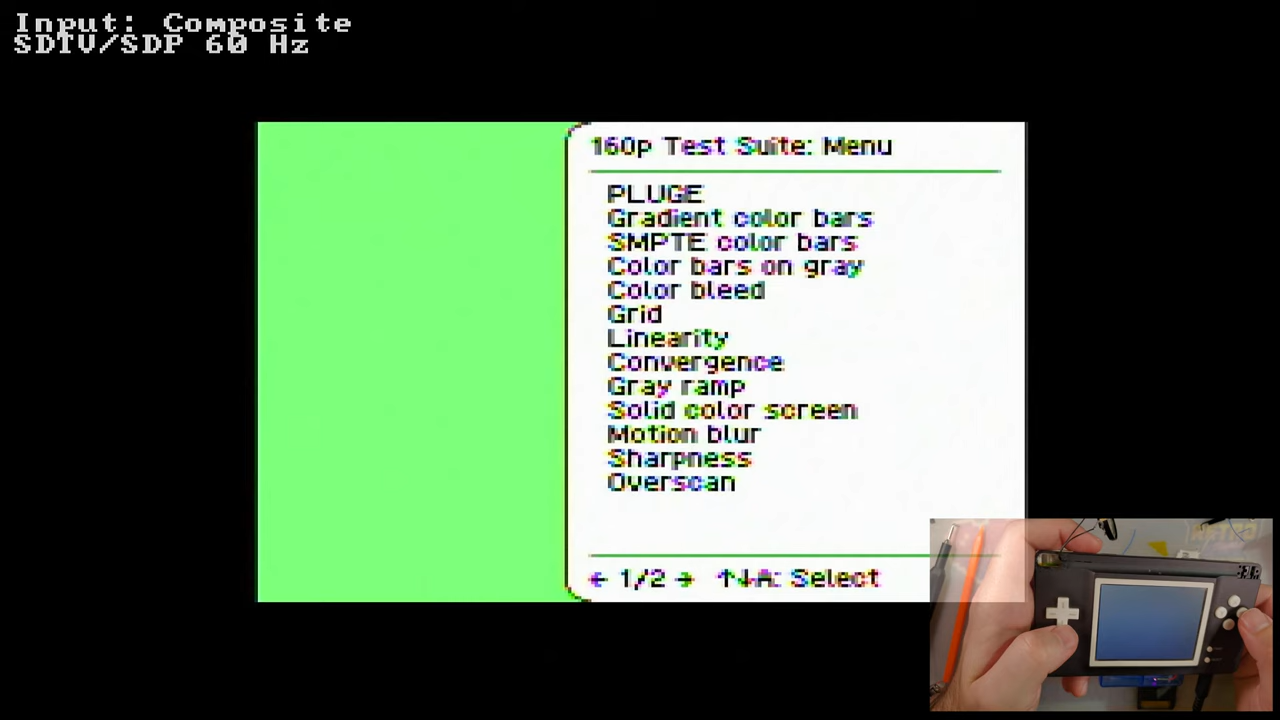 Input: Composite
SDTV/SDP 60 Hz
160p Test Suite: Menu
PLUGE
Gradient color bars
SMPTE color bars
Color bars on gray
Color bleed
Grid
Linearity
Convergence
Gray ramp
Solid color screen
Motion blur
Sharpness
Overscan
← 1/2 → ↑↓A: Select